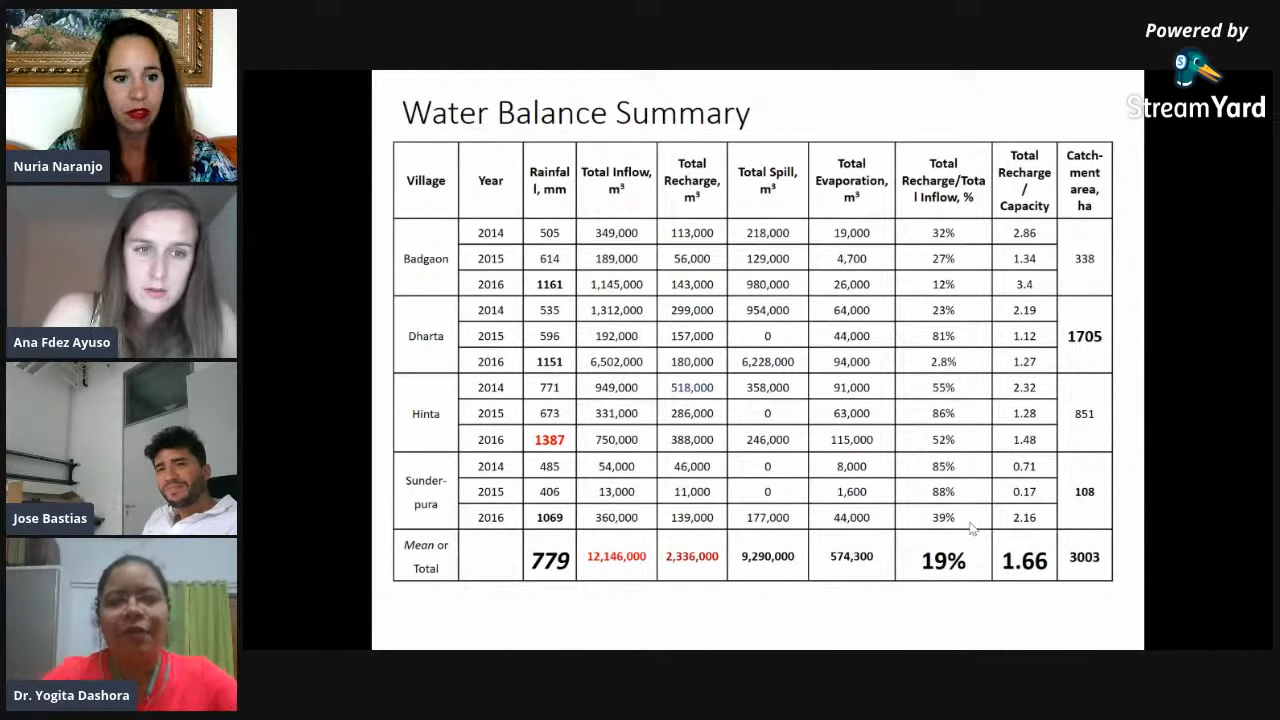 Nuria Naranjo
Ana Fdez Ayuso
Jose Bastias
Dr. Yogita Dashora
Powered by
S
StreamYard
Water Balance Summary
Village Year Rainfal l, mm Total Inflow, m³ Total Recharge, m³ Total Spill, m³ Total Evaporation, m³ Total Recharge/Tota l Inflow, % Total Recharge / Capacity Catch-ment area, ha
Badgaon 2014 505 349,000 113,000 218,000 19,000 32% 2.86 338
2015 614 189,000 56,000 129,000 4,700 27% 1.34
2016 1161 1,145,000 143,000 980,000 26,000 12% 3.4
Dharta 2014 535 1,312,000 299,000 954,000 64,000 23% 2.19 1705
2015 596 192,000 157,000 0 44,000 81% 1.12
2016 1151 6,502,000 180,000 6,228,000 94,000 2.8% 1.27
Hinta 2014 771 949,000 518,000 358,000 91,000 55% 2.32 851
2015 673 331,000 286,000 0 63,000 86% 1.28
2016 1387 750,000 388,000 246,000 115,000 52% 1.48
Sunder-pura 2014 485 54,000 46,000 0 8,000 85% 0.71 108
2015 406 13,000 11,000 0 1,600 88% 0.17
2016 1069 360,000 139,000 177,000 44,000 39% 2.16
Mean or Total 779 12,146,000 2,336,000 9,290,000 574,300 19% 1.66 3003